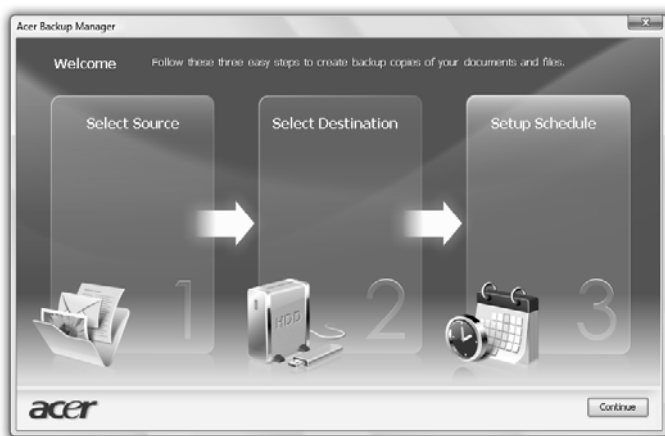 Acer Backup Manager
Welcome Follow these three easy steps to create backup copies of your documents and files.
Select Source
Select Destination
Setup Schedule
1
HDD
2
3
acer
Continue